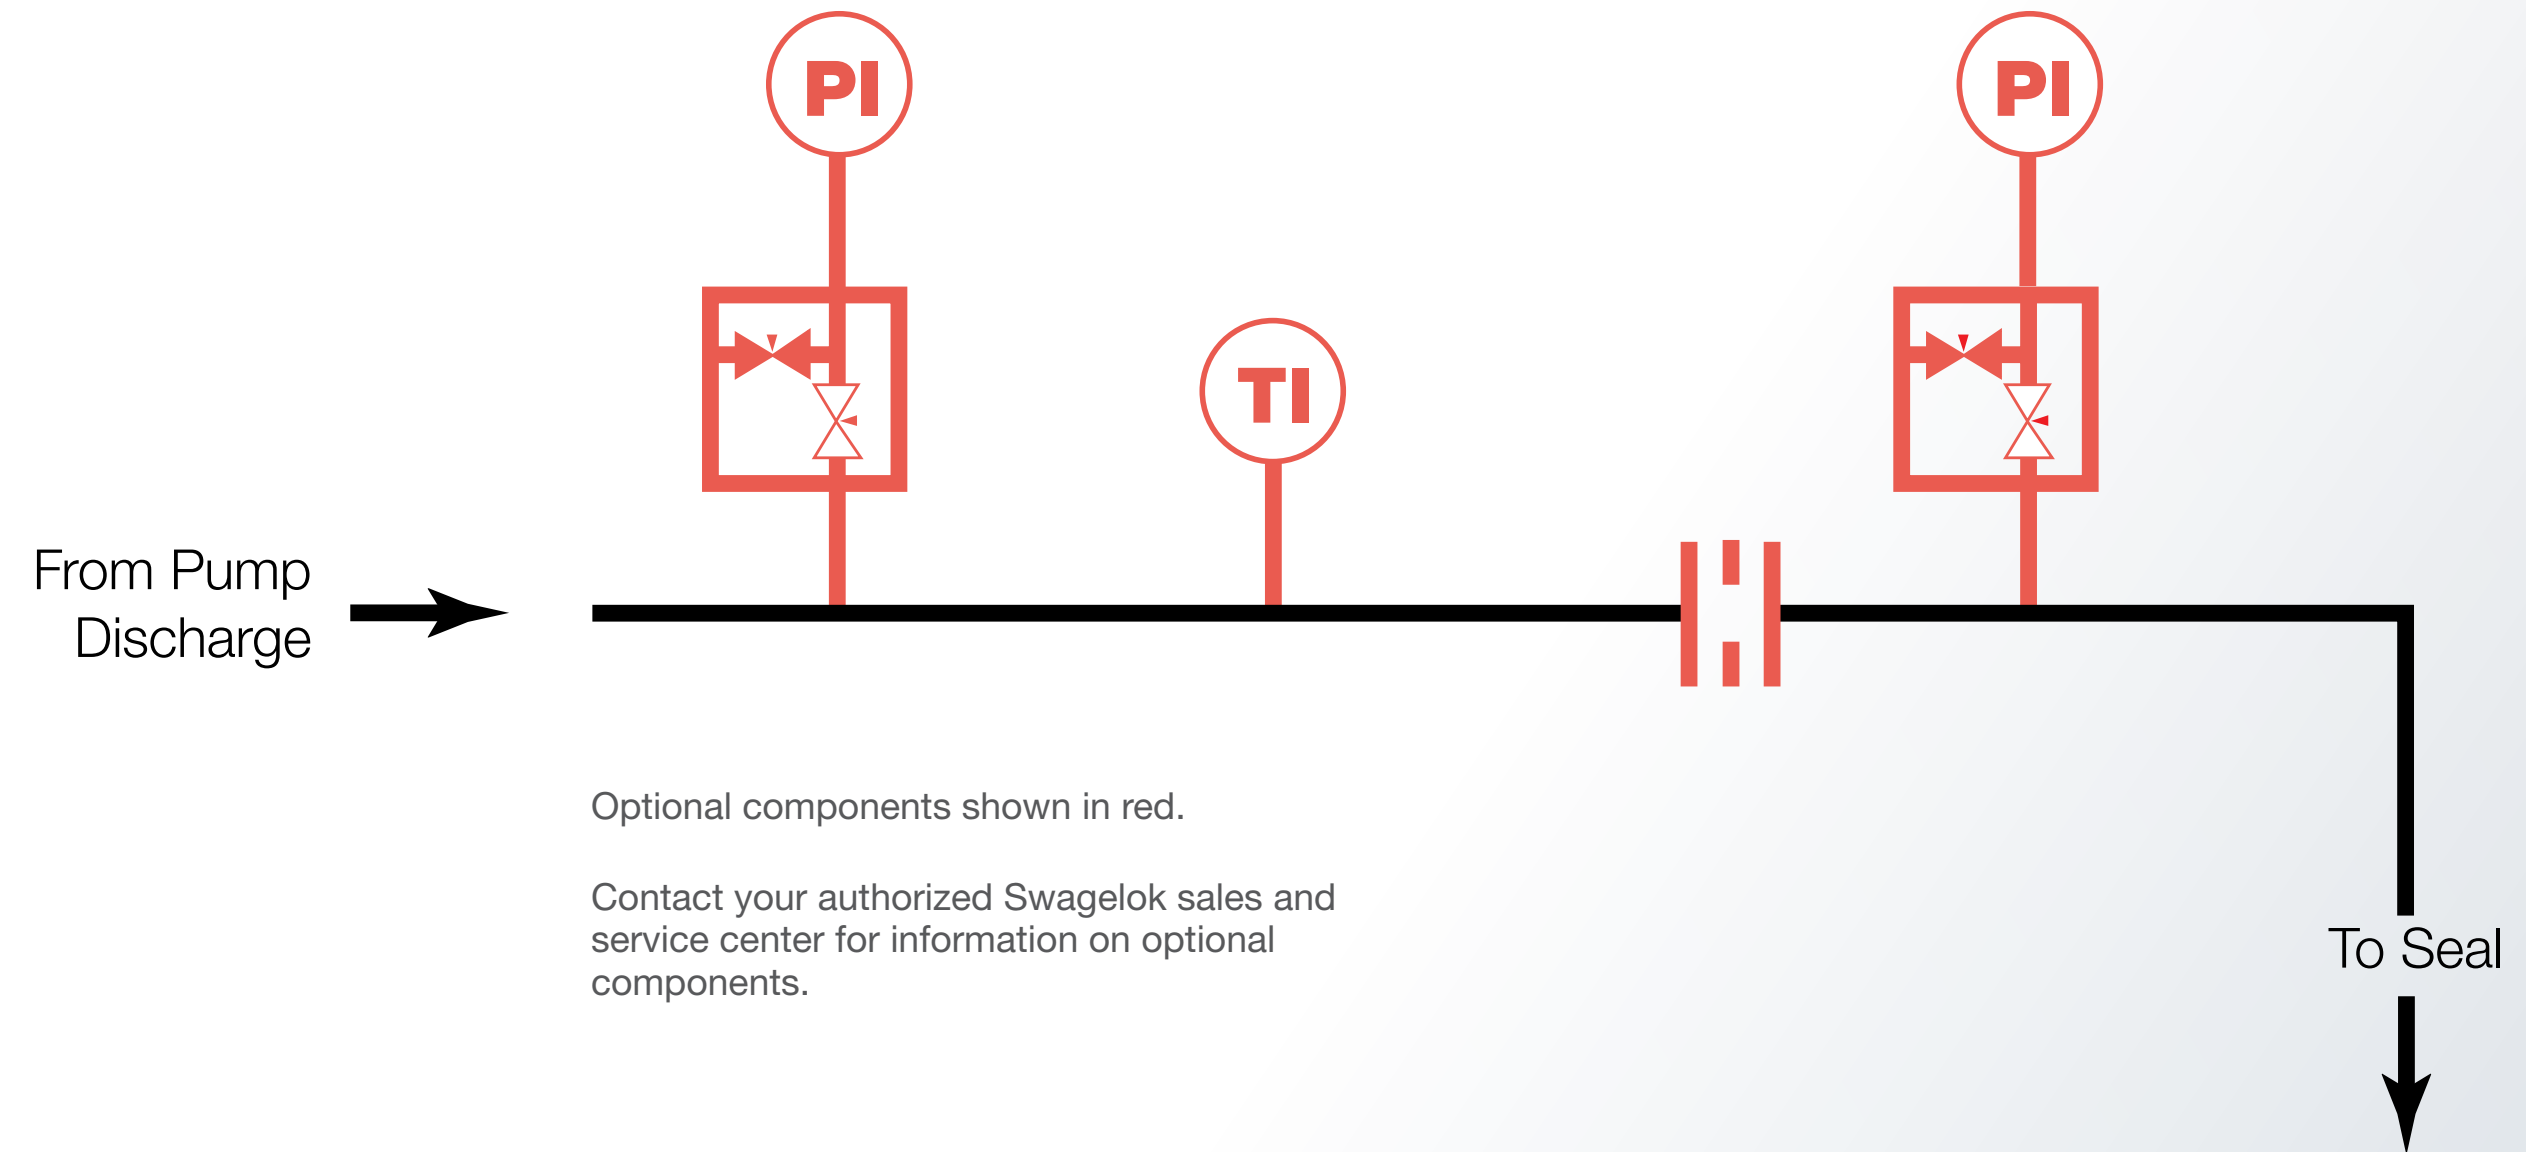 PI
PI
TI
From Pump
Discharge
Optional components shown in red.
Contact your authorized Swagelok sales and
service center for information on optional
components.
To Seal